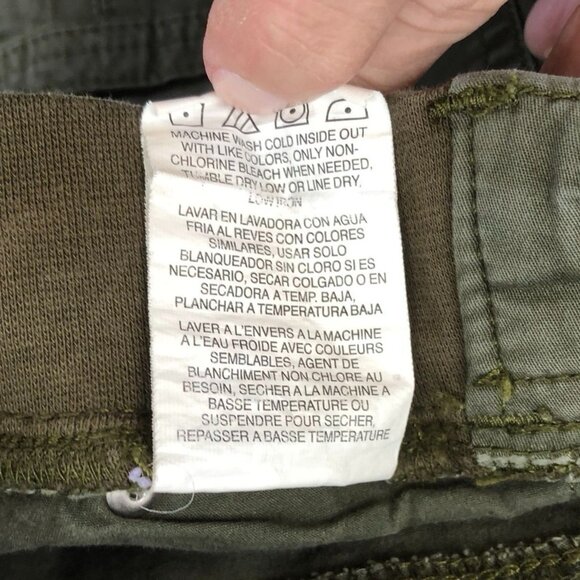 MACHINE WASH COLD INSIDE OUT
WITH LIKE COLORS, ONLY NON-
CHLORINE BLEACH WHEN NEEDED,
TUMBLE DRY LOW OR LINE DRY,
LOW IRON
LAVAR EN LAVADORA CON AGUA
FRIA AL REVES CON COLORES
SIMILARES, USAR SOLO
BLANQUEADOR SIN CLORO SI ES
NECESARIO, SECAR COLGADO O EN
SECADORA A TEMP. BAJA,
PLANCHAR A TEMPERATURA BAJA
LAVER A L'ENVERS A LA MACHINE
A L'EAU FROIDE AVEC COULEURS
SEMBLABLES, AGENT DE
BLANCHIMENT NON CHLORE AU
BESOIN, SECHER A LA MACHINE A
BASSE TEMPERATURE OU
SUSPENDRE POUR SECHER,
REPASSER A BASSE TEMPERATURE